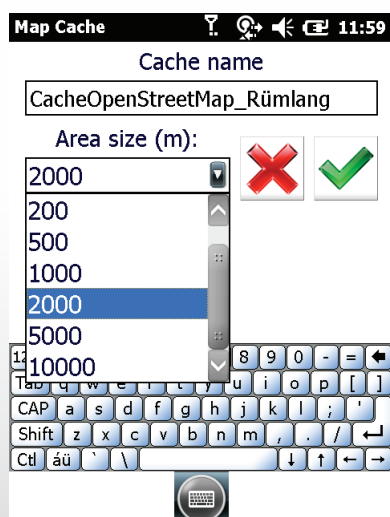 Map Cache 11:59
Cache name
CacheOpenStreetMap_Rümlang
Area size (m):
2000
200
500
1000
2000
5000
10000
12 8 9 0 - = 
Tab q w e r t y u i o p [ ]
CAP a s d f g h j k l ; '
Shift z x c v b n m , . / ↵
Ctl áü ` \ ↓ ↑ ← →